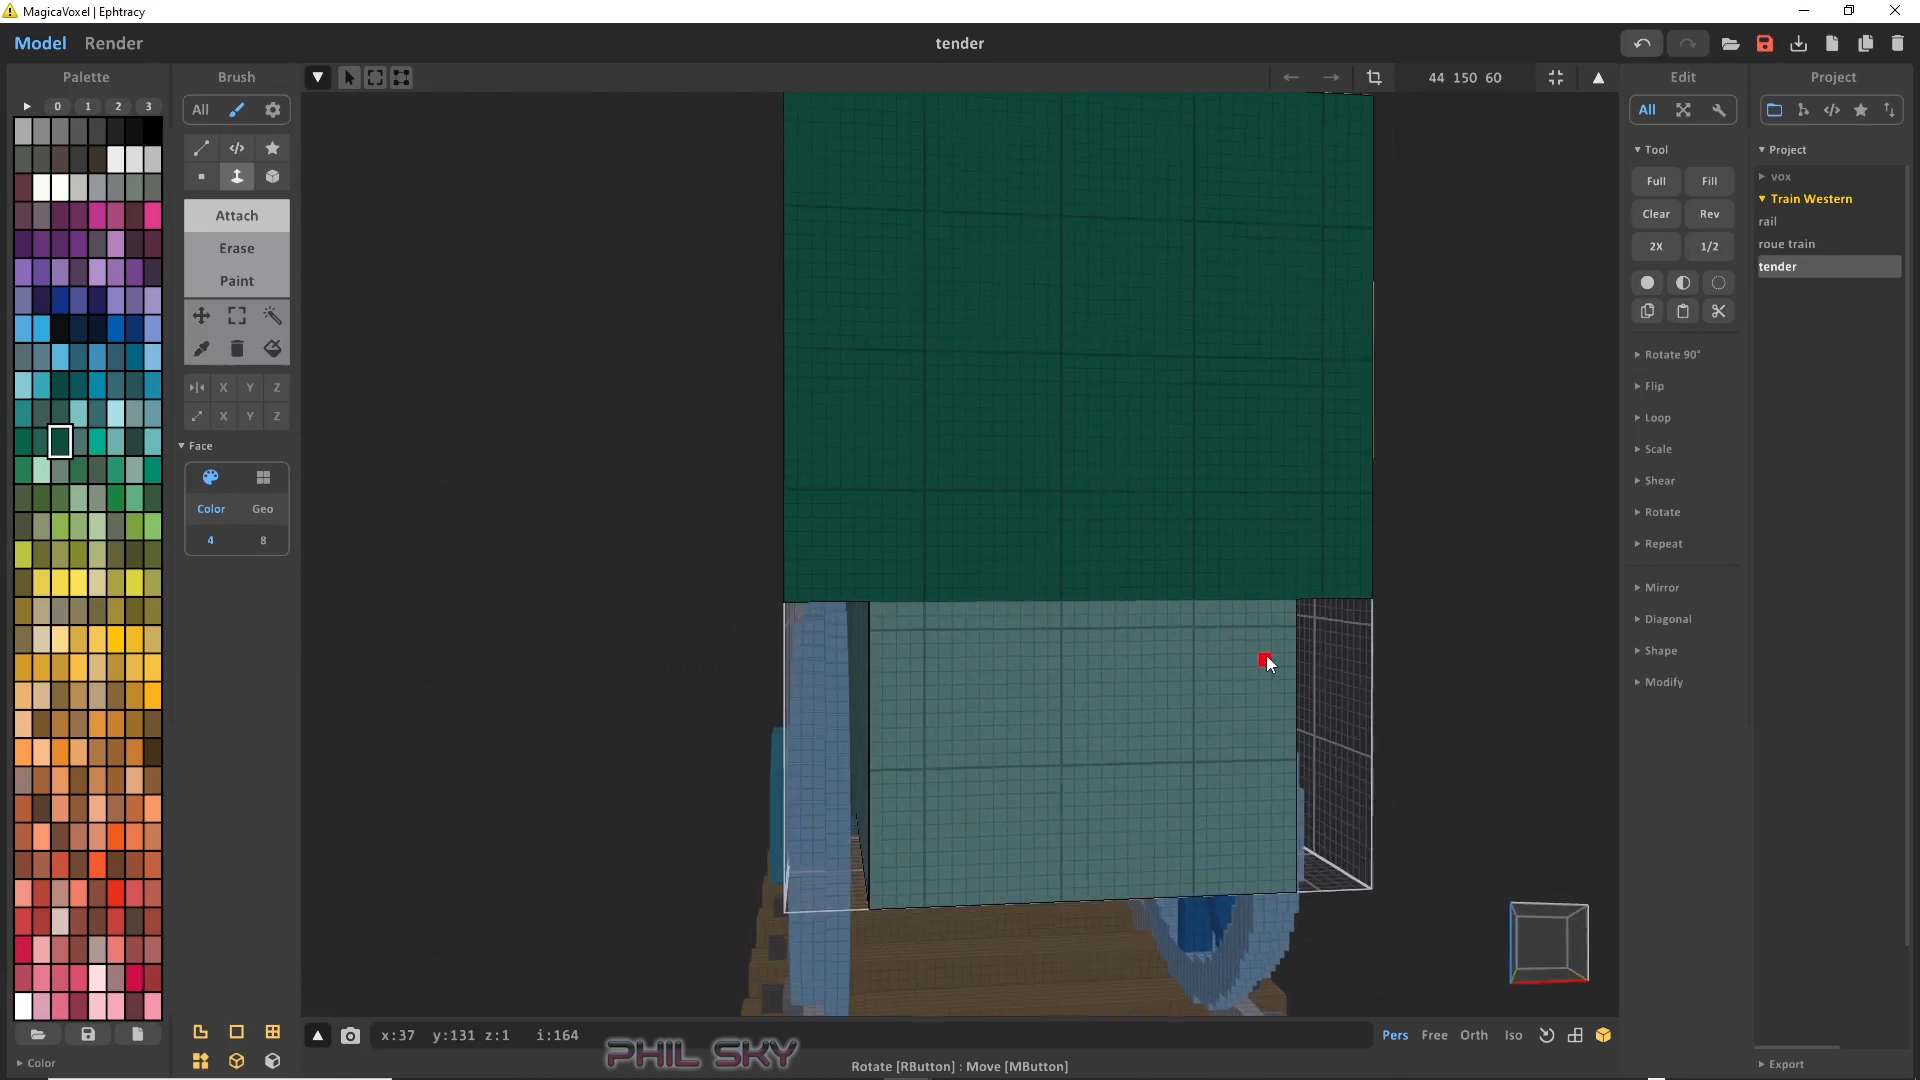 MagicaVoxel | Ephtracy
Model Render
tender
Palette
Brush
44 150 60
Edit
Project
0 1 2 3
All
All
Project
Tool
vox
Full Fill
Train Western
Attach
Clear Rev
rail
Erase
2X 1/2
roue train
Paint
tender
Rotate 90°
X Y Z
Flip
X Y Z
Loop
Face
Scale
Shear
Color Geo
Rotate
4 8
Repeat
Mirror
Diagonal
Shape
Modify
x:37 y:131 z:1 i:164
PHIL SKY
Pers Free Orth Iso
Color
Rotate [RButton] : Move [MButton]
Export